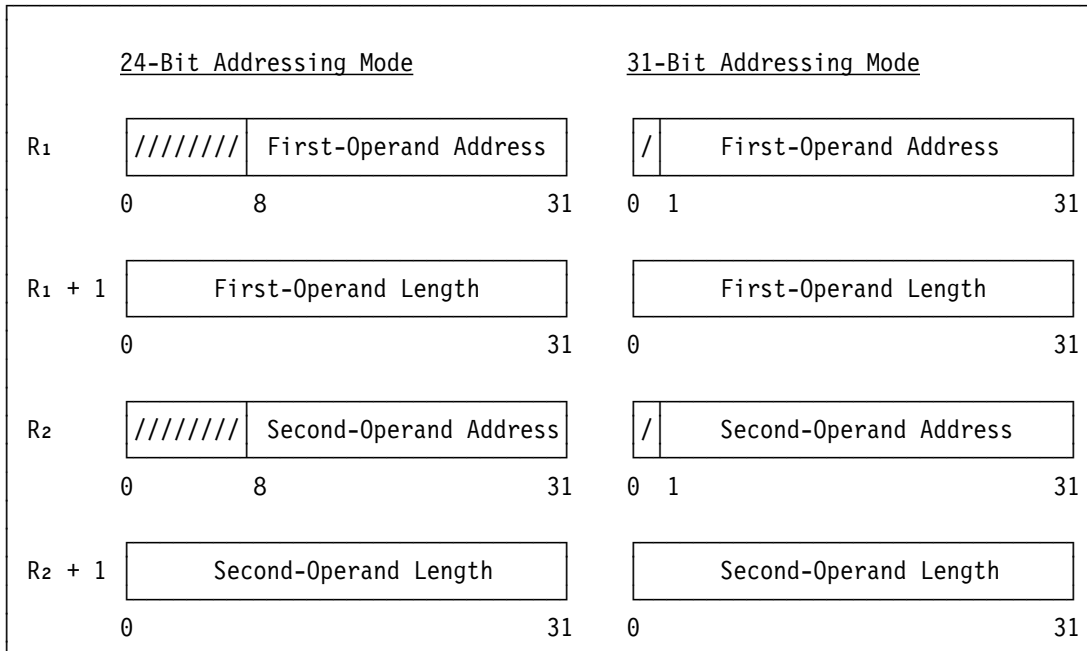 24-Bit Addressing Mode 31-Bit Addressing Mode
R₁ //////// First-Operand Address / First-Operand Address
0 8 31 0 1 31
R₁ + 1 First-Operand Length First-Operand Length
0 31 0 31
R₂ //////// Second-Operand Address / Second-Operand Address
0 8 31 0 1 31
R₂ + 1 Second-Operand Length Second-Operand Length
0 31 0 31